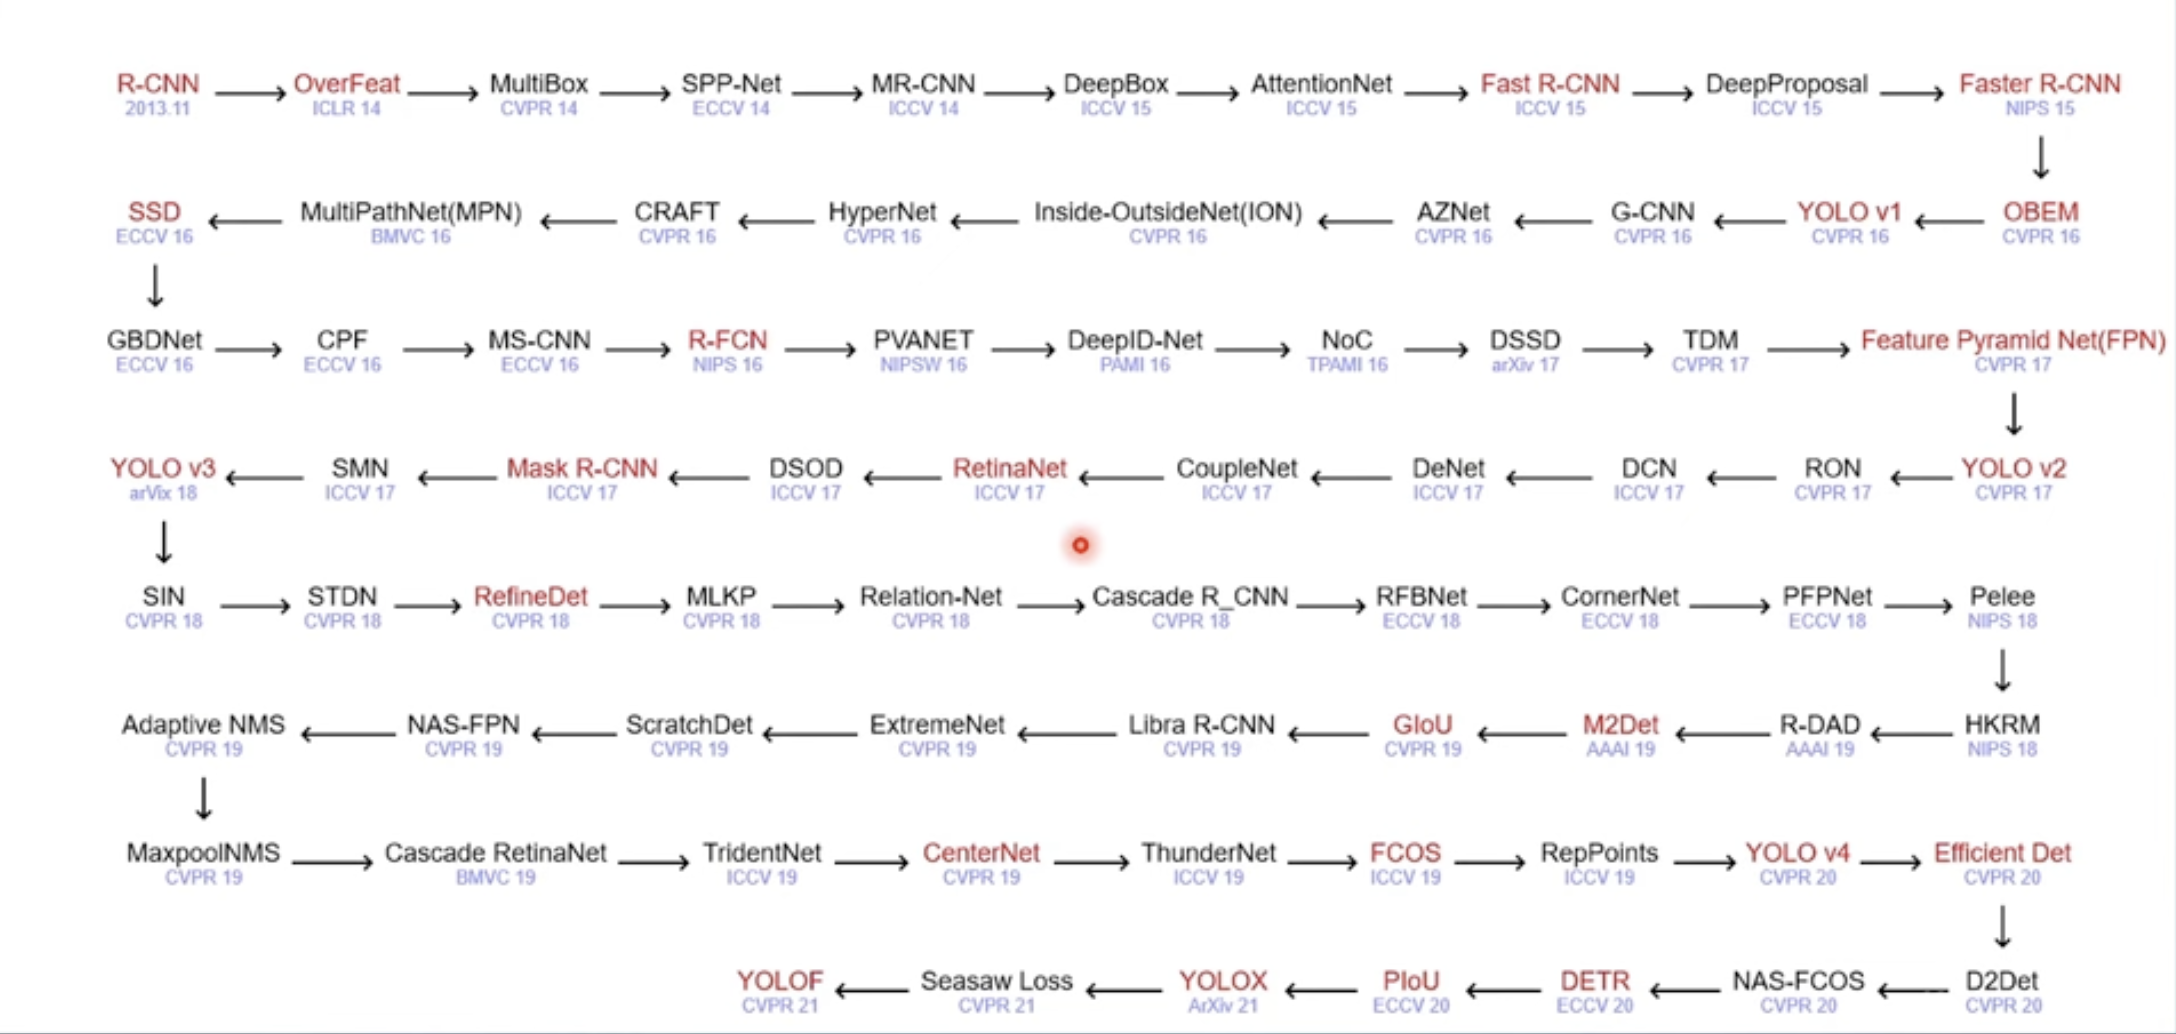 R-CNN OverFeat MultiBox SPP-Net MR-CNN DeepBox AttentionNet Fast R-CNN DeepProposal Faster R-CNN
2013.11 ICLR 14 CVPR 14 ECCV 14 ICCV 14 ICCV 15 ICCV 15 ICCV 15 ICCV 15 NIPS 15
SSD MultiPathNet(MPN) CRAFT HyperNet Inside-OutsideNet(ION) AZNet G-CNN YOLO v1 OBEM
ECCV 16 BMVC 16 CVPR 16 CVPR 16 CVPR 16 CVPR 16 CVPR 16 CVPR 16 CVPR 16
GBDNet CPF MS-CNN R-FCN PVANET DeepID-Net NoC DSSD TDM Feature Pyramid Net(FPN)
ECCV 16 ECCV 16 ECCV 16 NIPS 16 NIPSW 16 PAMI 16 TPAMI 16 arXiv 17 CVPR 17 CVPR 17
YOLO v3 SMN Mask R-CNN DSOD RetinaNet CoupleNet DeNet DCN RON YOLO v2
arVix 18 ICCV 17 ICCV 17 ICCV 17 ICCV 17 ICCV 17 ICCV 17 ICCV 17 CVPR 17 CVPR 17
SIN STDN RefineDet MLKP Relation-Net Cascade R_CNN RFBNet CornerNet PFPNet Pelee
CVPR 18 CVPR 18 CVPR 18 CVPR 18 CVPR 18 CVPR 18 ECCV 18 ECCV 18 ECCV 18 NIPS 18
Adaptive NMS NAS-FPN ScratchDet ExtremeNet Libra R-CNN GIoU M2Det R-DAD HKRM
CVPR 19 CVPR 19 CVPR 19 CVPR 19 CVPR 19 CVPR 19 AAAI 19 AAAI 19 NIPS 18
MaxpoolNMS Cascade RetinaNet TridentNet CenterNet ThunderNet FCOS RepPoints YOLO v4 Efficient Det
CVPR 19 BMVC 19 ICCV 19 CVPR 19 ICCV 19 ICCV 19 ICCV 19 CVPR 20 CVPR 20
YOLOF Seasaw Loss YOLOX PIoU DETR NAS-FCOS D2Det
CVPR 21 CVPR 21 ArXiv 21 ECCV 20 ECCV 20 CVPR 20 CVPR 20